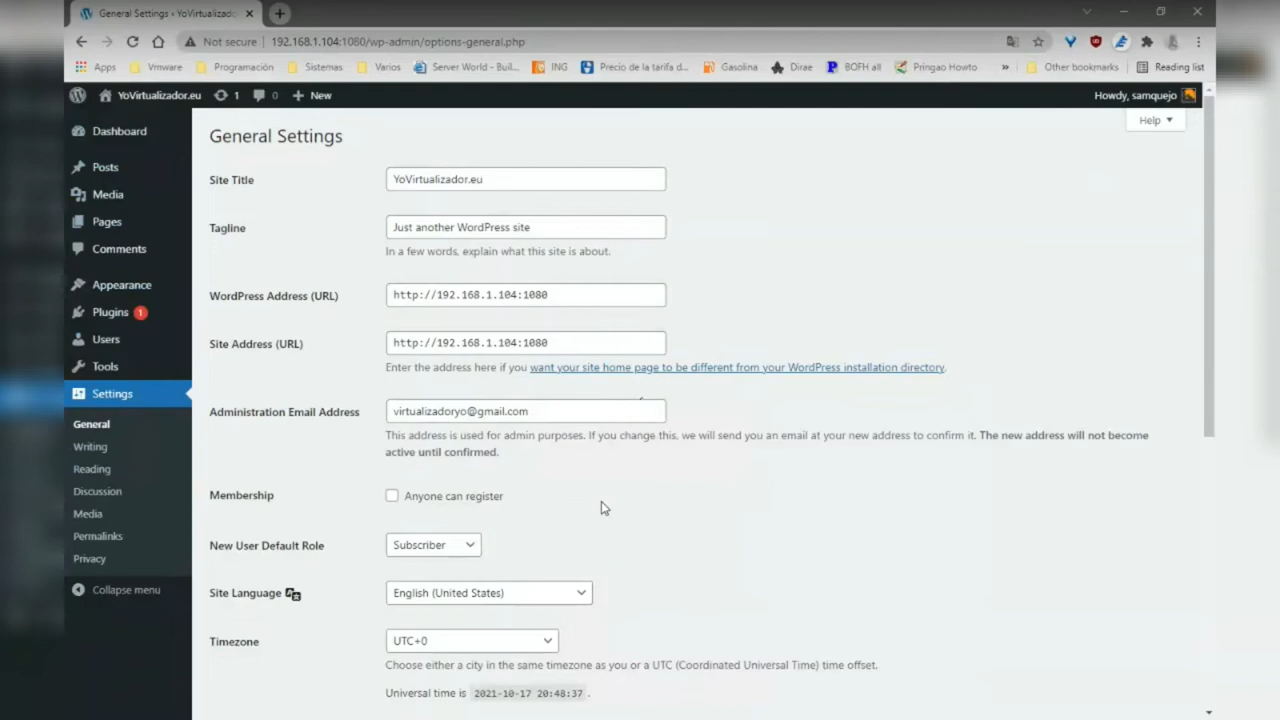 General Settings ‹ YoVirtualizado
Not secure | 192.168.1.104:1080/wp-admin/options-general.php
Apps Vmware Programación Sistemas Varios Server World - Buil... ING Precio de la tarifa d... Gasolina Dirae BOFH all Pringao Howto » Other bookmarks Reading list
YoVirtualizador.eu 1 0 + New Howdy, samquejo
Help
Dashboard
Posts
Media
Pages
Comments
Appearance
Plugins 1
Users
Tools
Settings
General
Writing
Reading
Discussion
Media
Permalinks
Privacy
Collapse menu
General Settings
Site Title YoVirtualizador.eu
Tagline Just another WordPress site
In a few words, explain what this site is about.
WordPress Address (URL) http://192.168.1.104:1080
Site Address (URL) http://192.168.1.104:1080
Enter the address here if you want your site home page to be different from your WordPress installation directory.
Administration Email Address virtualizadoryo@gmail.com
This address is used for admin purposes. If you change this, we will send you an email at your new address to confirm it. The new address will not become
active until confirmed.
Membership Anyone can register
New User Default Role Subscriber
Site Language English (United States)
Timezone UTC+0
Choose either a city in the same timezone as you or a UTC (Coordinated Universal Time) time offset.
Universal time is 2021-10-17 20:48:37 .